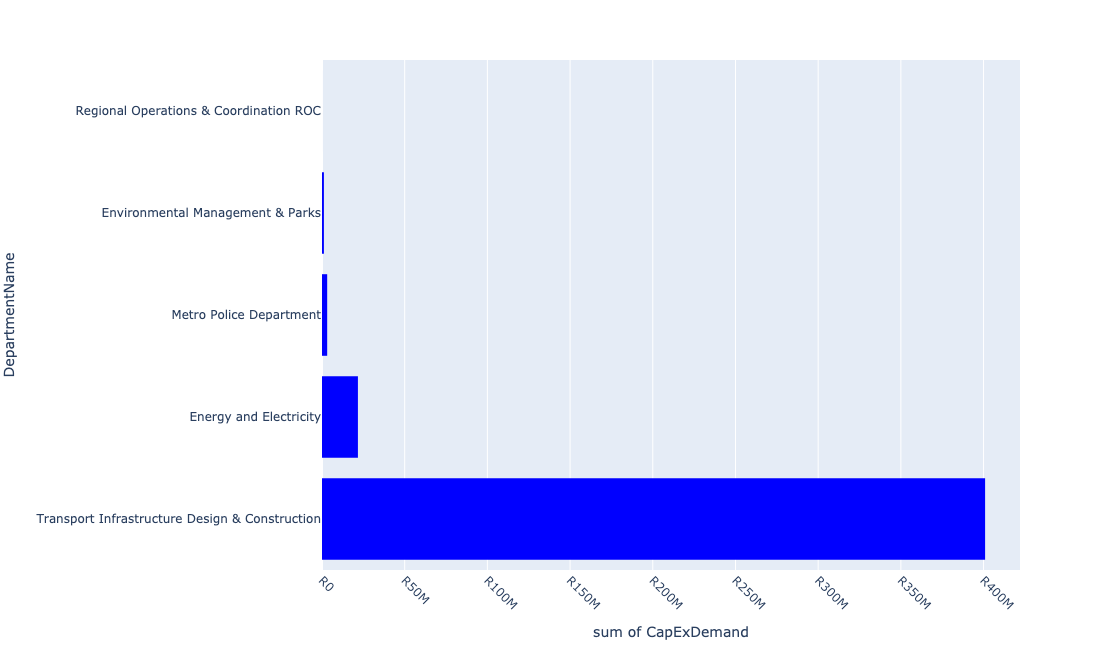 Regional Operations & Coordination ROC
Environmental Management & Parks
Metro Police Department
Energy and Electricity
Transport Infrastructure Design & Construction
DepartmentName
R0
R50M
R100M
R150M
R200M
R250M
R300M
R350M
R400M
sum of CapExDemand